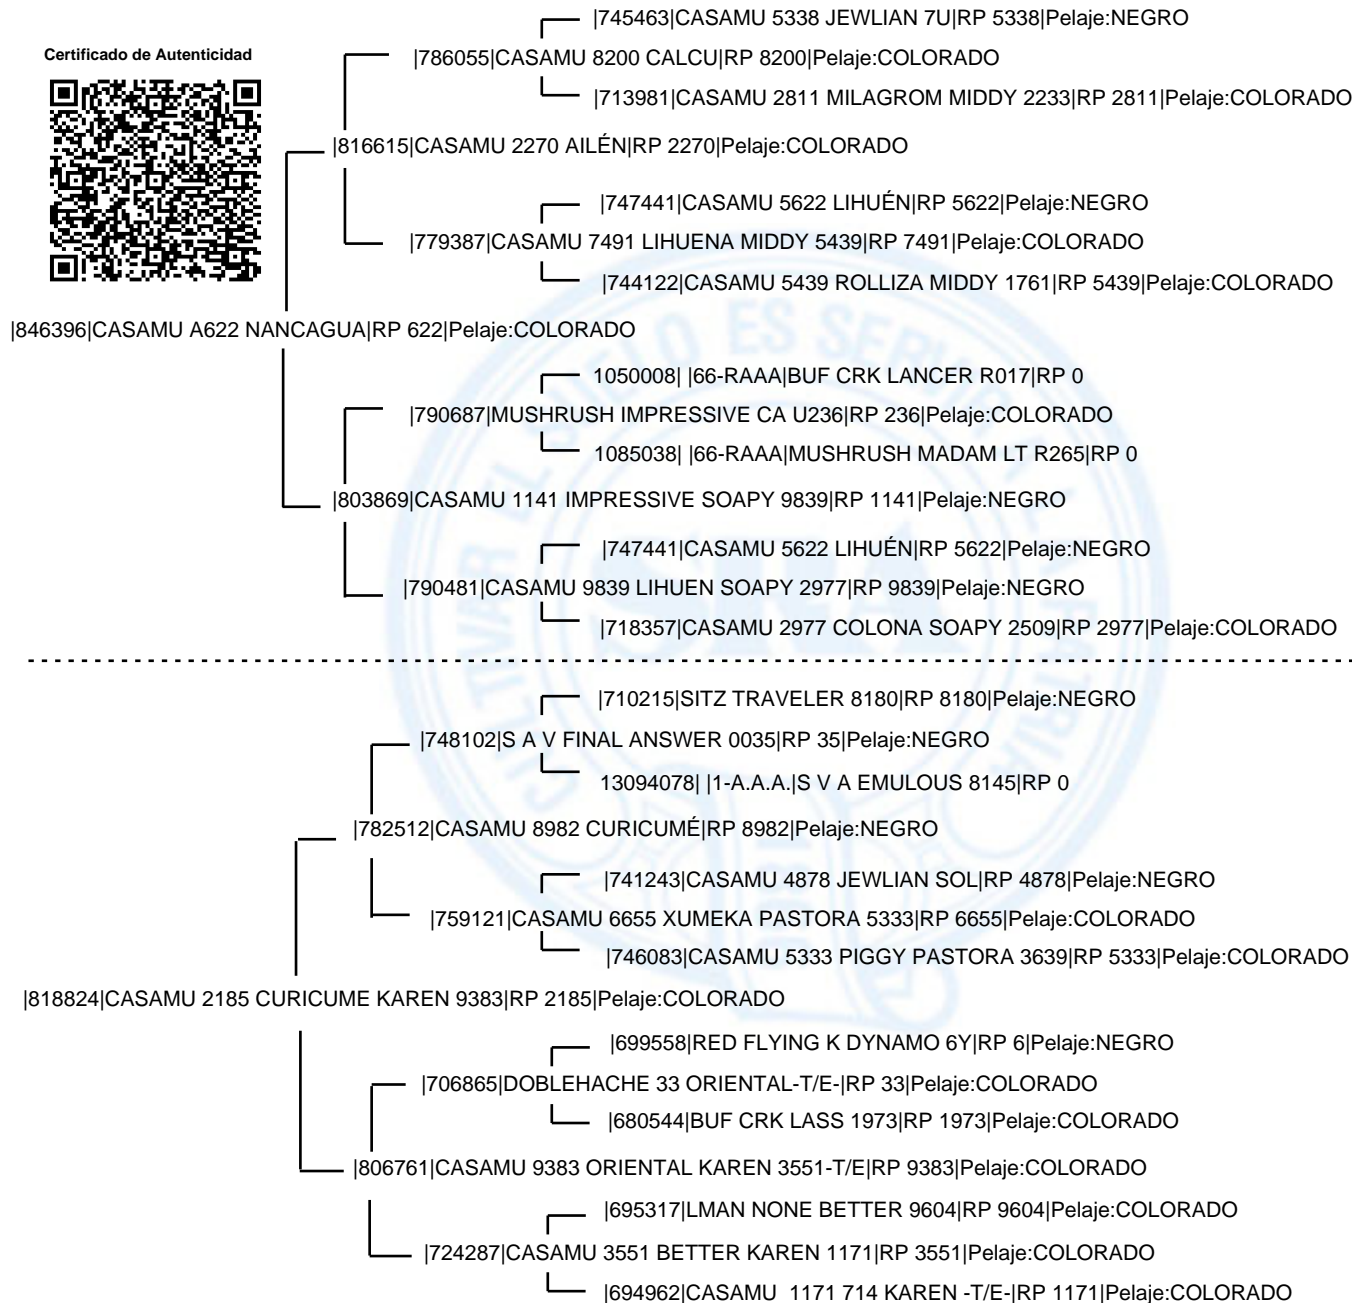 |745463|CASAMU 5338 JEWLIAN 7U|RP 5338|Pelaje:NEGRO
Certificado de Autenticidad
|786055|CASAMU 8200 CALCU|RP 8200|Pelaje:COLORADO
|713981|CASAMU 2811 MILAGROM MIDDY 2233|RP 2811|Pelaje:COLORADO
|816615|CASAMU 2270 AILÉN|RP 2270|Pelaje:COLORADO
|747441|CASAMU 5622 LIHUÉN|RP 5622|Pelaje:NEGRO
|779387|CASAMU 7491 LIHUENA MIDDY 5439|RP 7491|Pelaje:COLORADO
|744122|CASAMU 5439 ROLLIZA MIDDY 1761|RP 5439|Pelaje:COLORADO
|846396|CASAMU A622 NANCAGUA|RP 622|Pelaje:COLORADO
1050008| |66-RAAA|BUF CRK LANCER R017|RP 0
|790687|MUSHRUSH IMPRESSIVE CA U236|RP 236|Pelaje:COLORADO
1085038| |66-RAAA|MUSHRUSH MADAM LT R265|RP 0
|803869|CASAMU 1141 IMPRESSIVE SOAPY 9839|RP 1141|Pelaje:NEGRO
|747441|CASAMU 5622 LIHUÉN|RP 5622|Pelaje:NEGRO
|790481|CASAMU 9839 LIHUEN SOAPY 2977|RP 9839|Pelaje:NEGRO
|718357|CASAMU 2977 COLONA SOAPY 2509|RP 2977|Pelaje:COLORADO
|710215|SITZ TRAVELER 8180|RP 8180|Pelaje:NEGRO
|748102|S A V FINAL ANSWER 0035|RP 35|Pelaje:NEGRO
13094078| |1-A.A.A.|S V A EMULOUS 8145|RP 0
|782512|CASAMU 8982 CURICUMÉ|RP 8982|Pelaje:NEGRO
|741243|CASAMU 4878 JEWLIAN SOL|RP 4878|Pelaje:NEGRO
|759121|CASAMU 6655 XUMEKA PASTORA 5333|RP 6655|Pelaje:COLORADO
|746083|CASAMU 5333 PIGGY PASTORA 3639|RP 5333|Pelaje:COLORADO
|818824|CASAMU 2185 CURICUME KAREN 9383|RP 2185|Pelaje:COLORADO
|699558|RED FLYING K DYNAMO 6Y|RP 6|Pelaje:NEGRO
|706865|DOBLEHACHE 33 ORIENTAL-T/E-|RP 33|Pelaje:COLORADO
|680544|BUF CRK LASS 1973|RP 1973|Pelaje:COLORADO
|806761|CASAMU 9383 ORIENTAL KAREN 3551-T/E|RP 9383|Pelaje:COLORADO
|695317|LMAN NONE BETTER 9604|RP 9604|Pelaje:COLORADO
|724287|CASAMU 3551 BETTER KAREN 1171|RP 3551|Pelaje:COLORADO
|694962|CASAMU  1171 714 KAREN -T/E-|RP 1171|Pelaje:COLORADO
CULTIVAR EL SUELO ES SERVIR A LA PATRIA
SRA